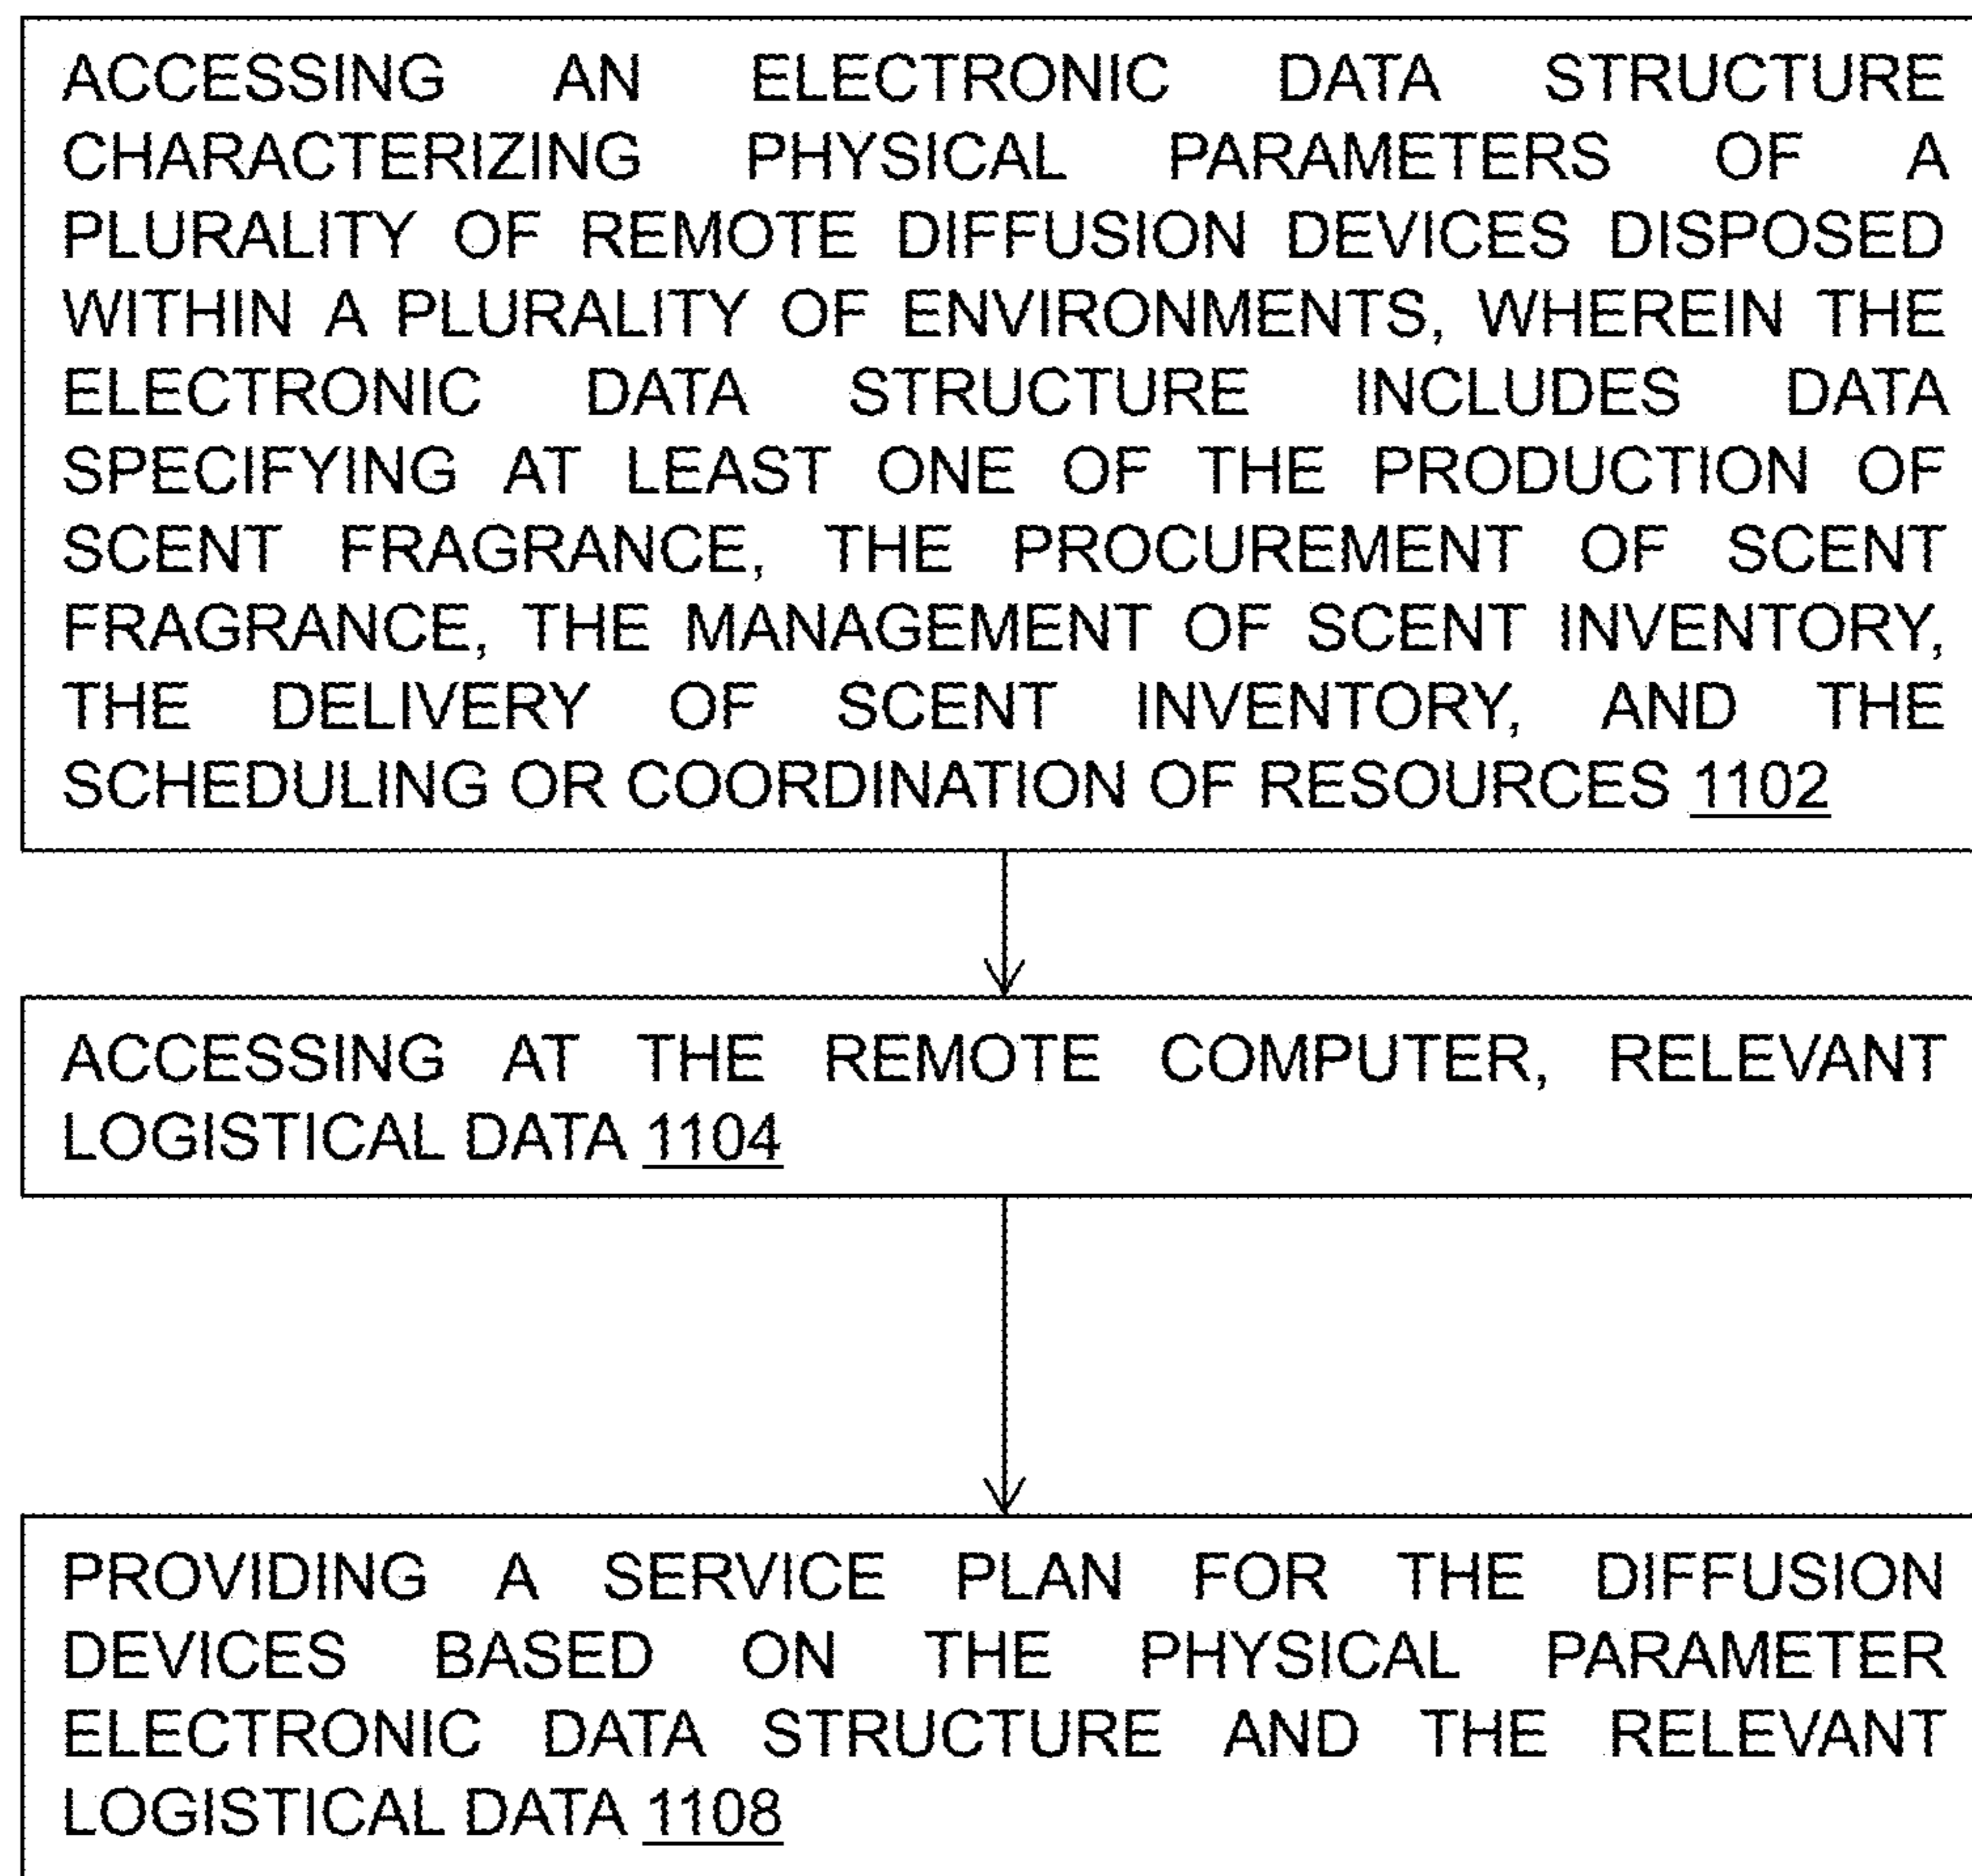 ACCESSING AN ELECTRONIC DATA STRUCTURE
CHARACTERIZING PHYSICAL PARAMETERS OF A
PLURALITY OF REMOTE DIFFUSION DEVICES DISPOSED
WITHIN A PLURALITY OF ENVIRONMENTS, WHEREIN THE
ELECTRONIC DATA STRUCTURE INCLUDES DATA
SPECIFYING AT LEAST ONE OF THE PRODUCTION OF
SCENT FRAGRANCE, THE PROCUREMENT OF SCENT
FRAGRANCE, THE MANAGEMENT OF SCENT INVENTORY,
THE DELIVERY OF SCENT INVENTORY, AND THE
SCHEDULING OR COORDINATION OF RESOURCES 1102
ACCESSING AT THE REMOTE COMPUTER, RELEVANT
LOGISTICAL DATA 1104
PROVIDING A SERVICE PLAN FOR THE DIFFUSION
DEVICES BASED ON THE PHYSICAL PARAMETER
ELECTRONIC DATA STRUCTURE AND THE RELEVANT
LOGISTICAL DATA 1108